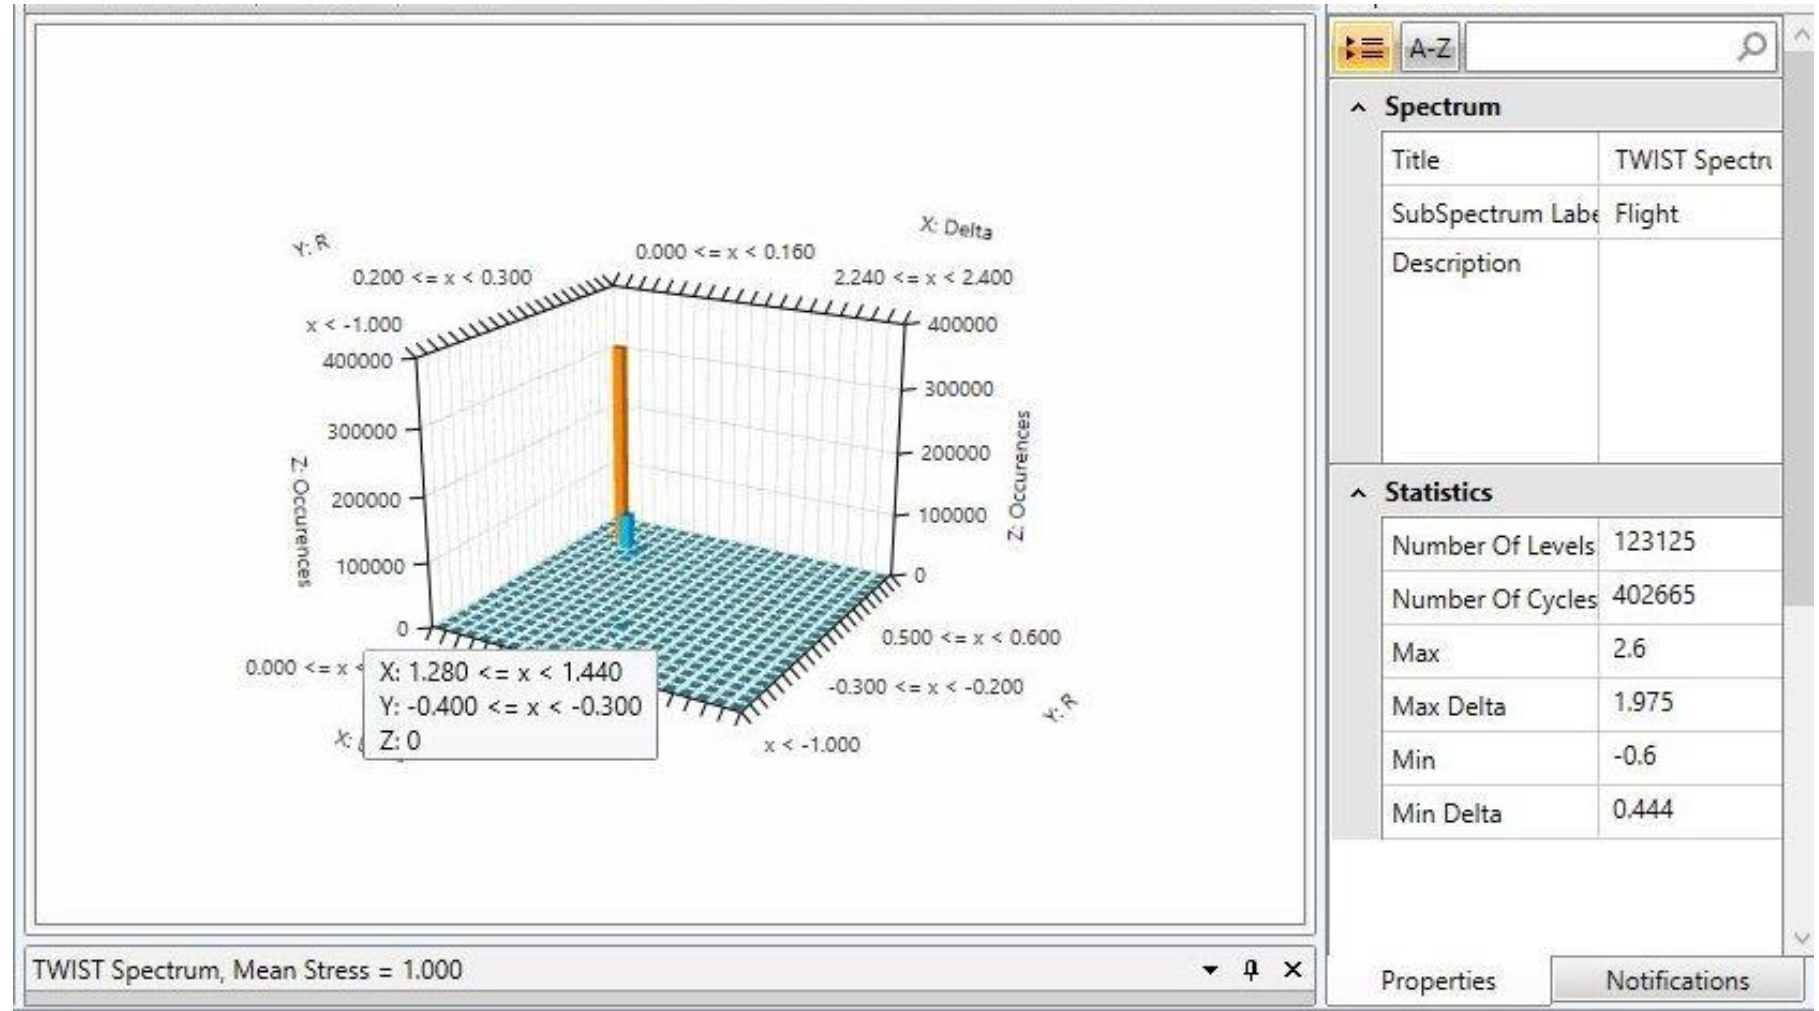 Y: R
X: Delta
0.200 <= x < 0.300
0.000 <= x < 0.160
2.240 <= x < 2.400
x < -1.000
400000
300000
200000
100000
0
Z: Occurences
400000
300000
200000
100000
0
Z: Occurences
0.500 <= x < 0.600
-0.300 <= x < -0.200
x < -1.000
Y: R
0.000 <= x <
X:
X: 1.280 <= x < 1.440
Y: -0.400 <= x < -0.300
Z: 0
TWIST Spectrum, Mean Stress = 1.000
A-Z
Spectrum
Title TWIST Spectru
SubSpectrum Labe Flight
Description
Statistics
Number Of Levels 123125
Number Of Cycles 402665
Max 2.6
Max Delta 1.975
Min -0.6
Min Delta 0.444
Properties Notifications